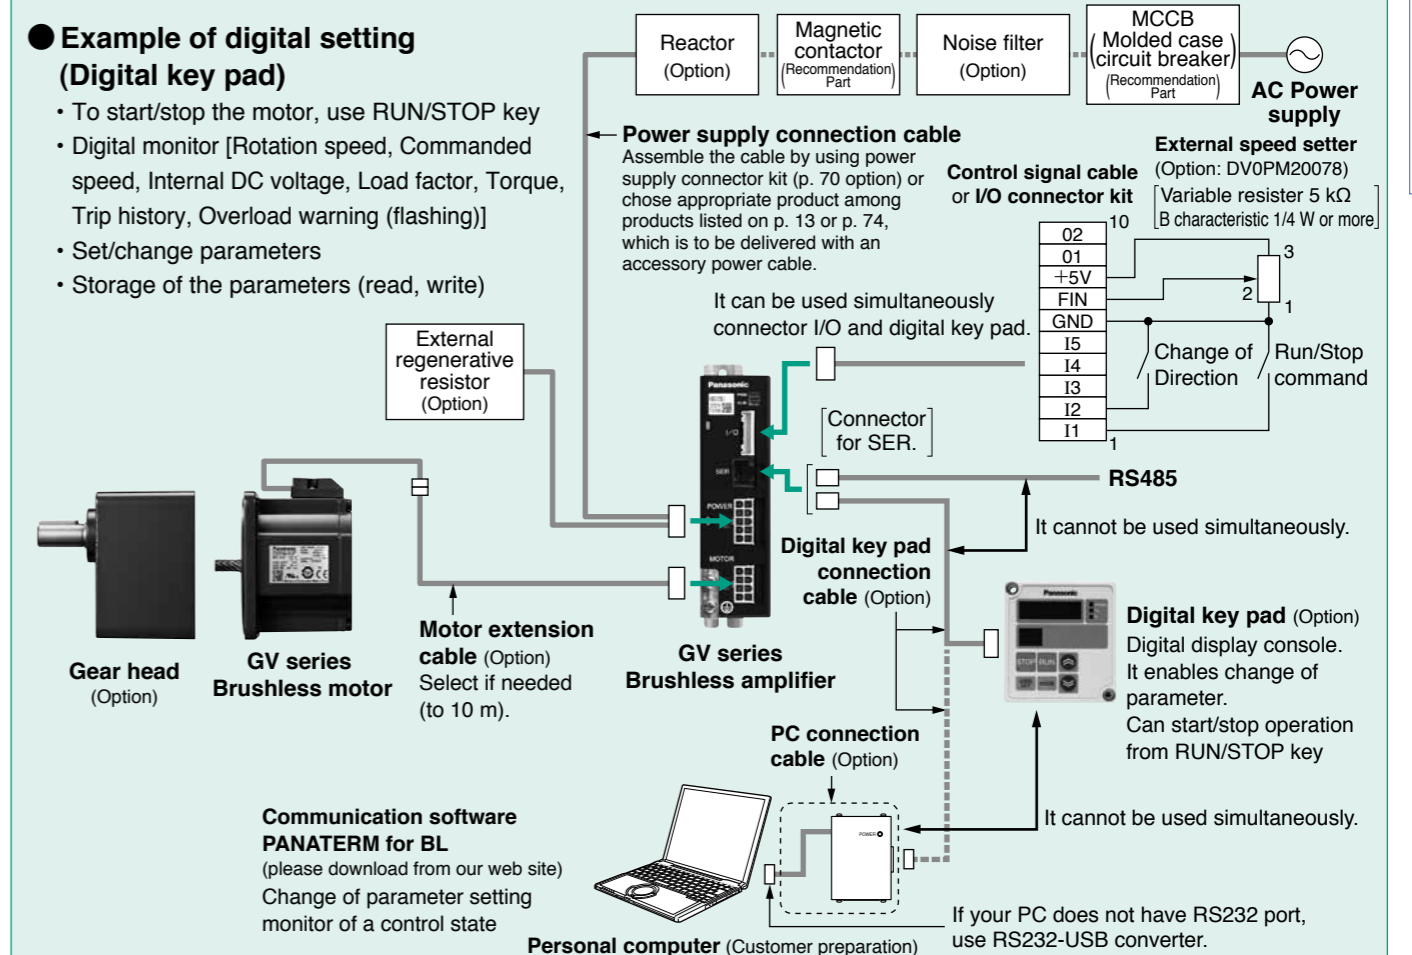 ● Example of digital setting
(Digital key pad)
・To start/stop the motor, use RUN/STOP key
・Digital monitor [Rotation speed, Commanded
speed, Internal DC voltage, Load factor, Torque,
Trip history, Overload warning (flashing)]
・Set/change parameters
・Storage of the parameters (read, write)
Reactor
(Option)
Magnetic
contactor
(Recommendation)
Part
Noise filter
(Option)
MCCB
(Molded case
circuit breaker)
(Recommendation)
Part
AC Power
supply
Power supply connection cable
Assemble the cable by using power
supply connector kit (p. 70 option) or
chose appropriate product among
products listed on p. 13 or p. 74,
which is to be delivered with an
accessory power cable.
Control signal cable
or I/O connector kit
External speed setter
(Option: DV0PM20078)
[Variable resister 5 kΩ
B characteristic 1/4 W or more]
10
02
01
+5V
FIN
GND
I5
I4
I3
I2
I1
1
3
2
1
Change of
Direction
Run/Stop
command
It can be used simultaneously
connector I/O and digital key pad.
External
regenerative
resistor
(Option)
Panasonic
I/O
SER
POWER
MOTOR
[Connector
for SER.]
RS485
It cannot be used simultaneously.
Digital key pad
connection
cable (Option)
Gear head
(Option)
GV series
Brushless motor
Motor extension
cable (Option)
Select if needed
(to 10 m).
GV series
Brushless amplifier
Panasonic
STOP
RUN
Digital key pad (Option)
Digital display console.
It enables change of
parameter.
Can start/stop operation
from RUN/STOP key
PC connection
cable (Option)
POWER
It cannot be used simultaneously.
Communication software
PANATERM for BL
(please download from our web site)
Change of parameter setting
monitor of a control state
Personal computer (Customer preparation)
If your PC does not have RS232 port,
use RS232-USB converter.